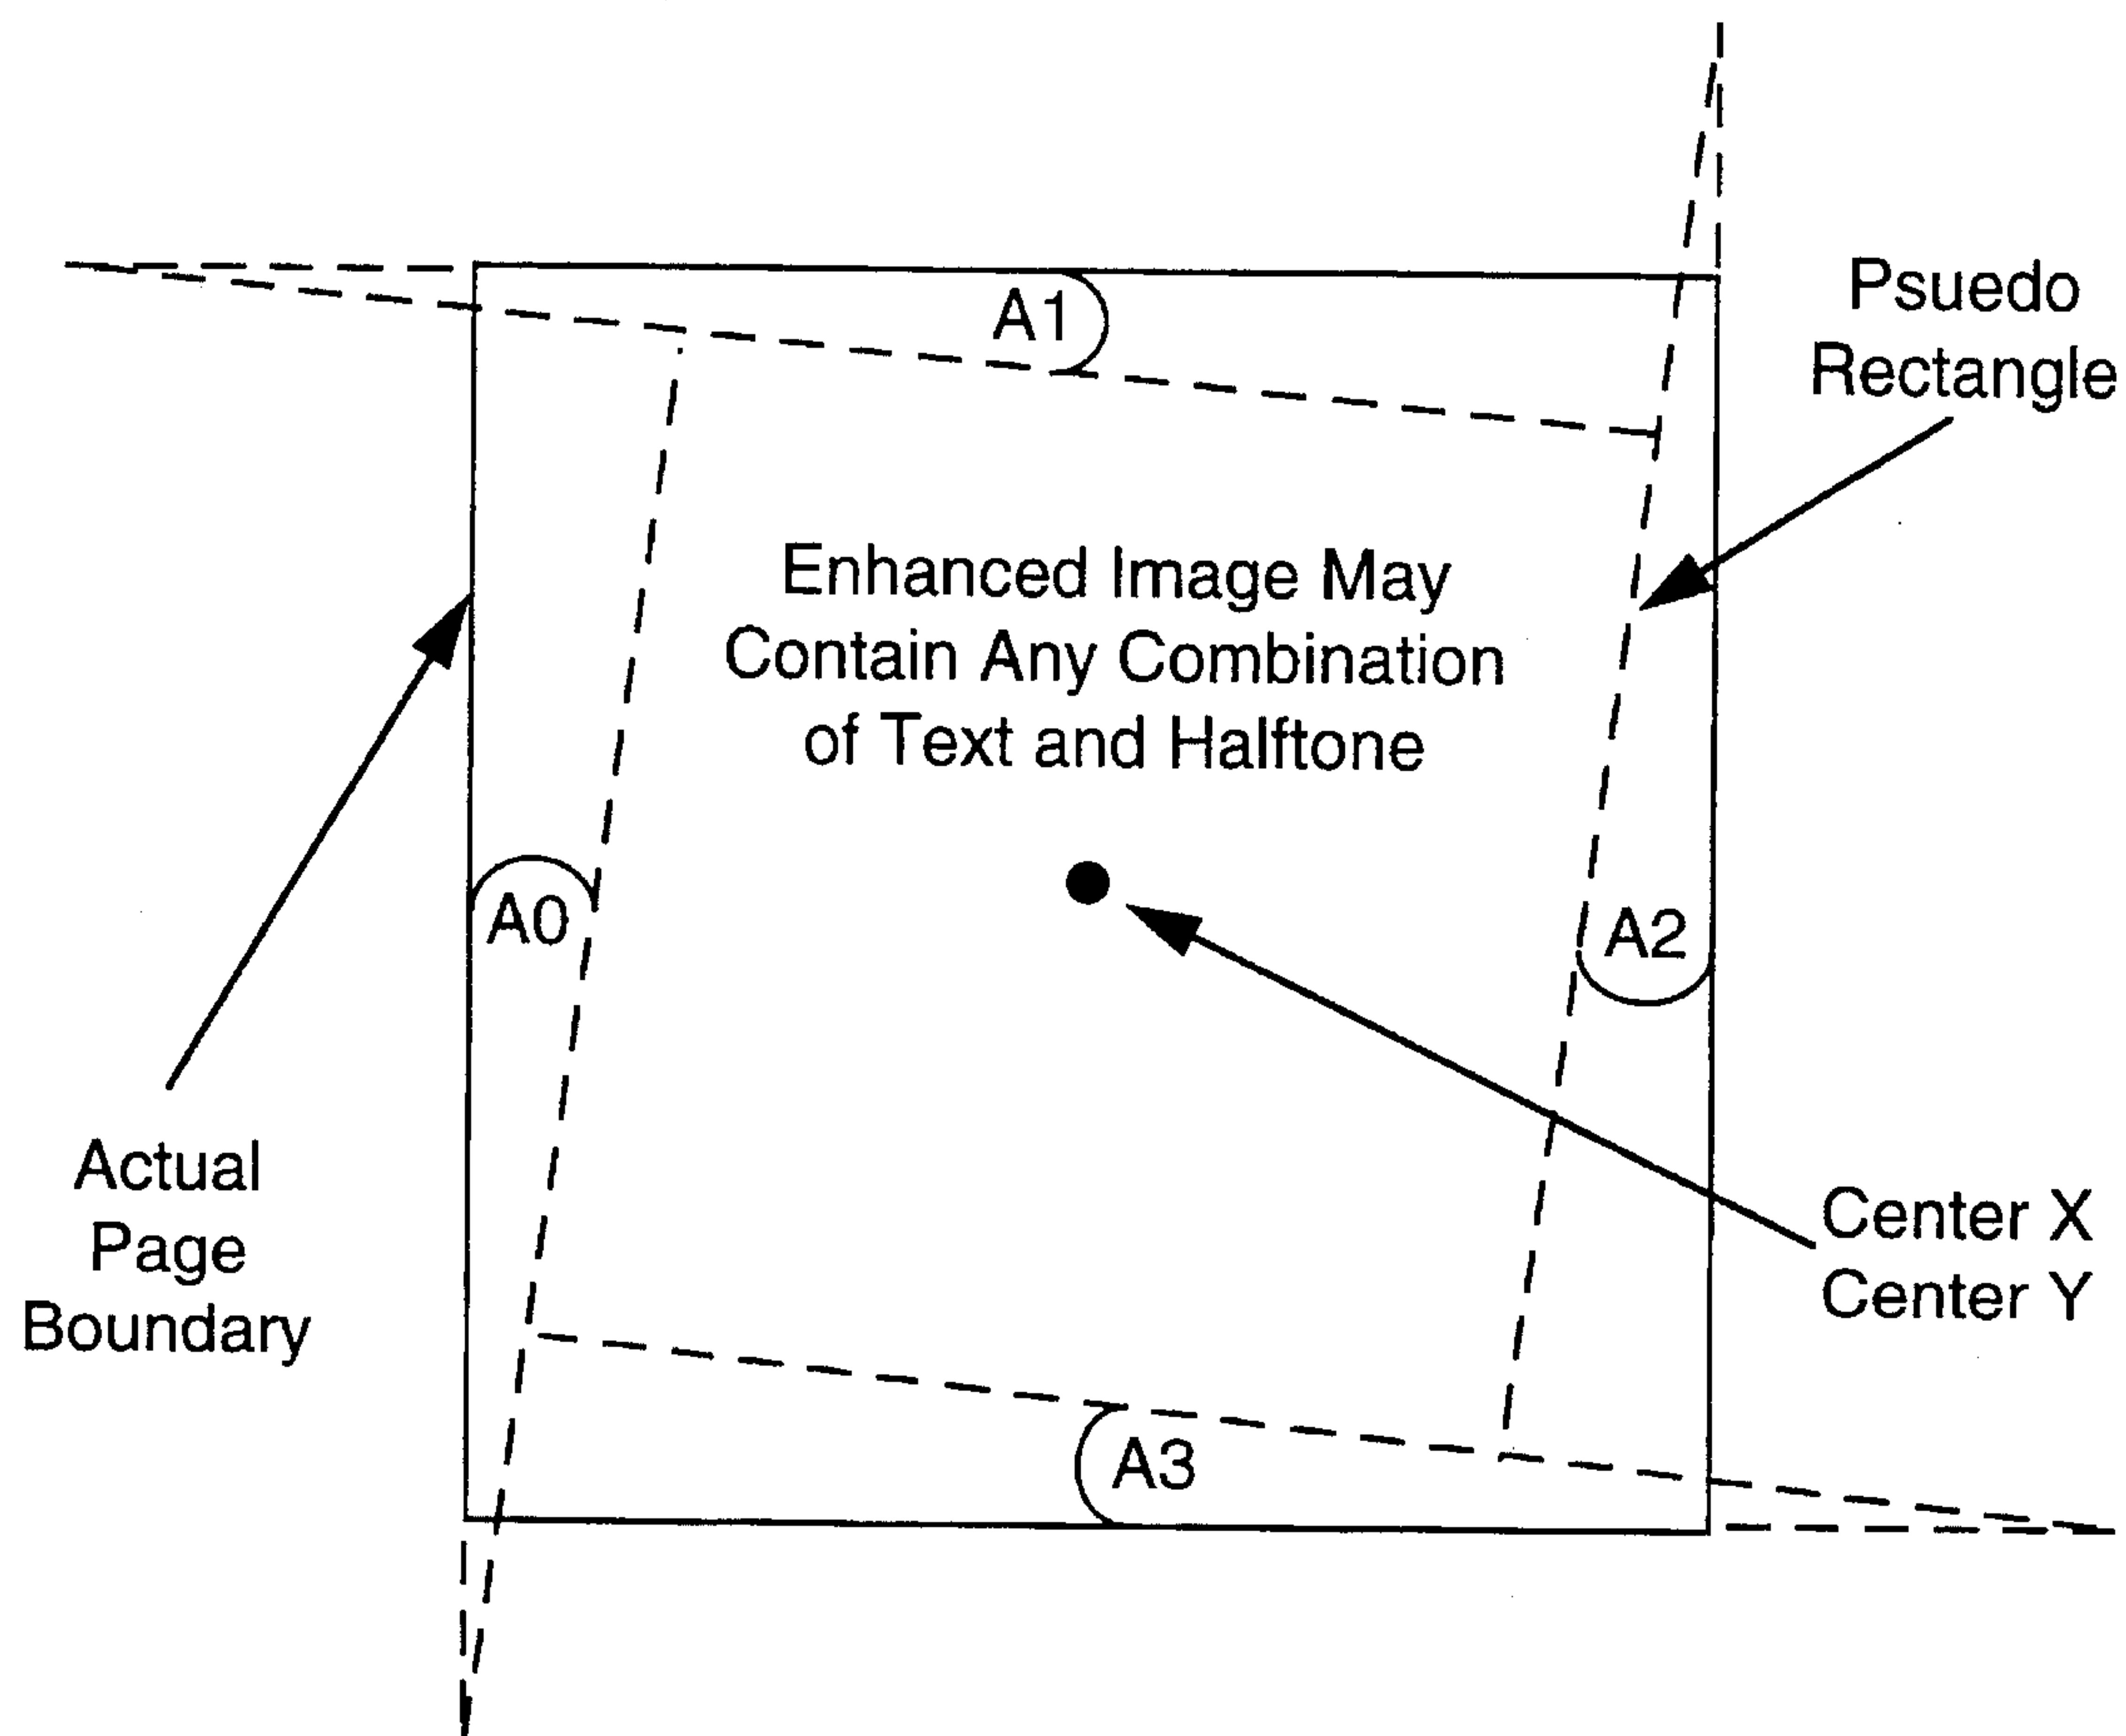 A1
Psuedo
Rectangle
Enhanced Image May
Contain Any Combination
of Text and Halftone
A0
A2
Actual
Page
Boundary
Center X
Center Y
A3